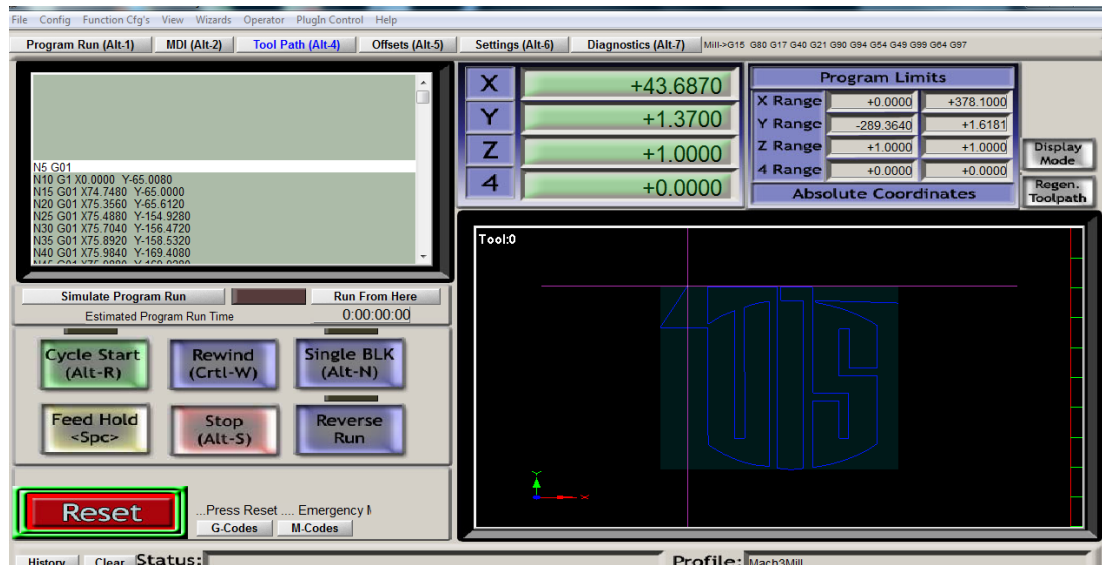 File Config Function Cfg's View Wizards Operator PlugIn Control Help
Program Run (Alt-1) MDI (Alt-2) Tool Path (Alt-4) Offsets (Alt-5) Settings (Alt-6) Diagnostics (Alt-7) Mill->G15 G80 G17 G40 G21 G90 G94 G54 G49 G99 G64 G97
N5 G01
N10 G1 X0.0000 Y-65.0080
N15 G01 X74.7480 Y-65.0000
N20 G01 X75.3560 Y-65.6120
N25 G01 X75.4880 Y-154.9280
N30 G01 X75.7040 Y-156.4720
N35 G01 X75.8920 Y-158.5320
N40 G01 X75.9840 Y-169.4080
X +43.6870
Y +1.3700
Z +1.0000
4 +0.0000
Program Limits
X Range +0.0000 +378.1000
Y Range -289.3640 +1.6181
Z Range +1.0000 +1.0000
4 Range +0.0000 +0.0000
Absolute Coordinates
Display Mode
Regen. Toolpath
Simulate Program Run Run From Here
Estimated Program Run Time 0:00:00:00
Cycle Start (Alt-R)
Rewind (Crtl-W)
Single BLK (Alt-N)
Feed Hold <Spc>
Stop (Alt-S)
Reverse Run
Tool:0
Y
X
Reset
...Press Reset .... Emergency
G-Codes M-Codes
History Clear Status: Profile: Mach3Mill